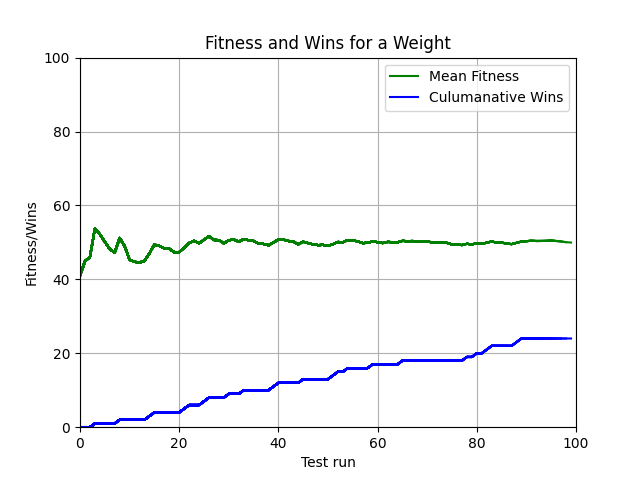 Fitness and Wins for a Weight
Mean Fitness
Culumanative Wins
Fitness/Wins
100
80
60
40
20
0
0 20 40 60 80 100
Test run